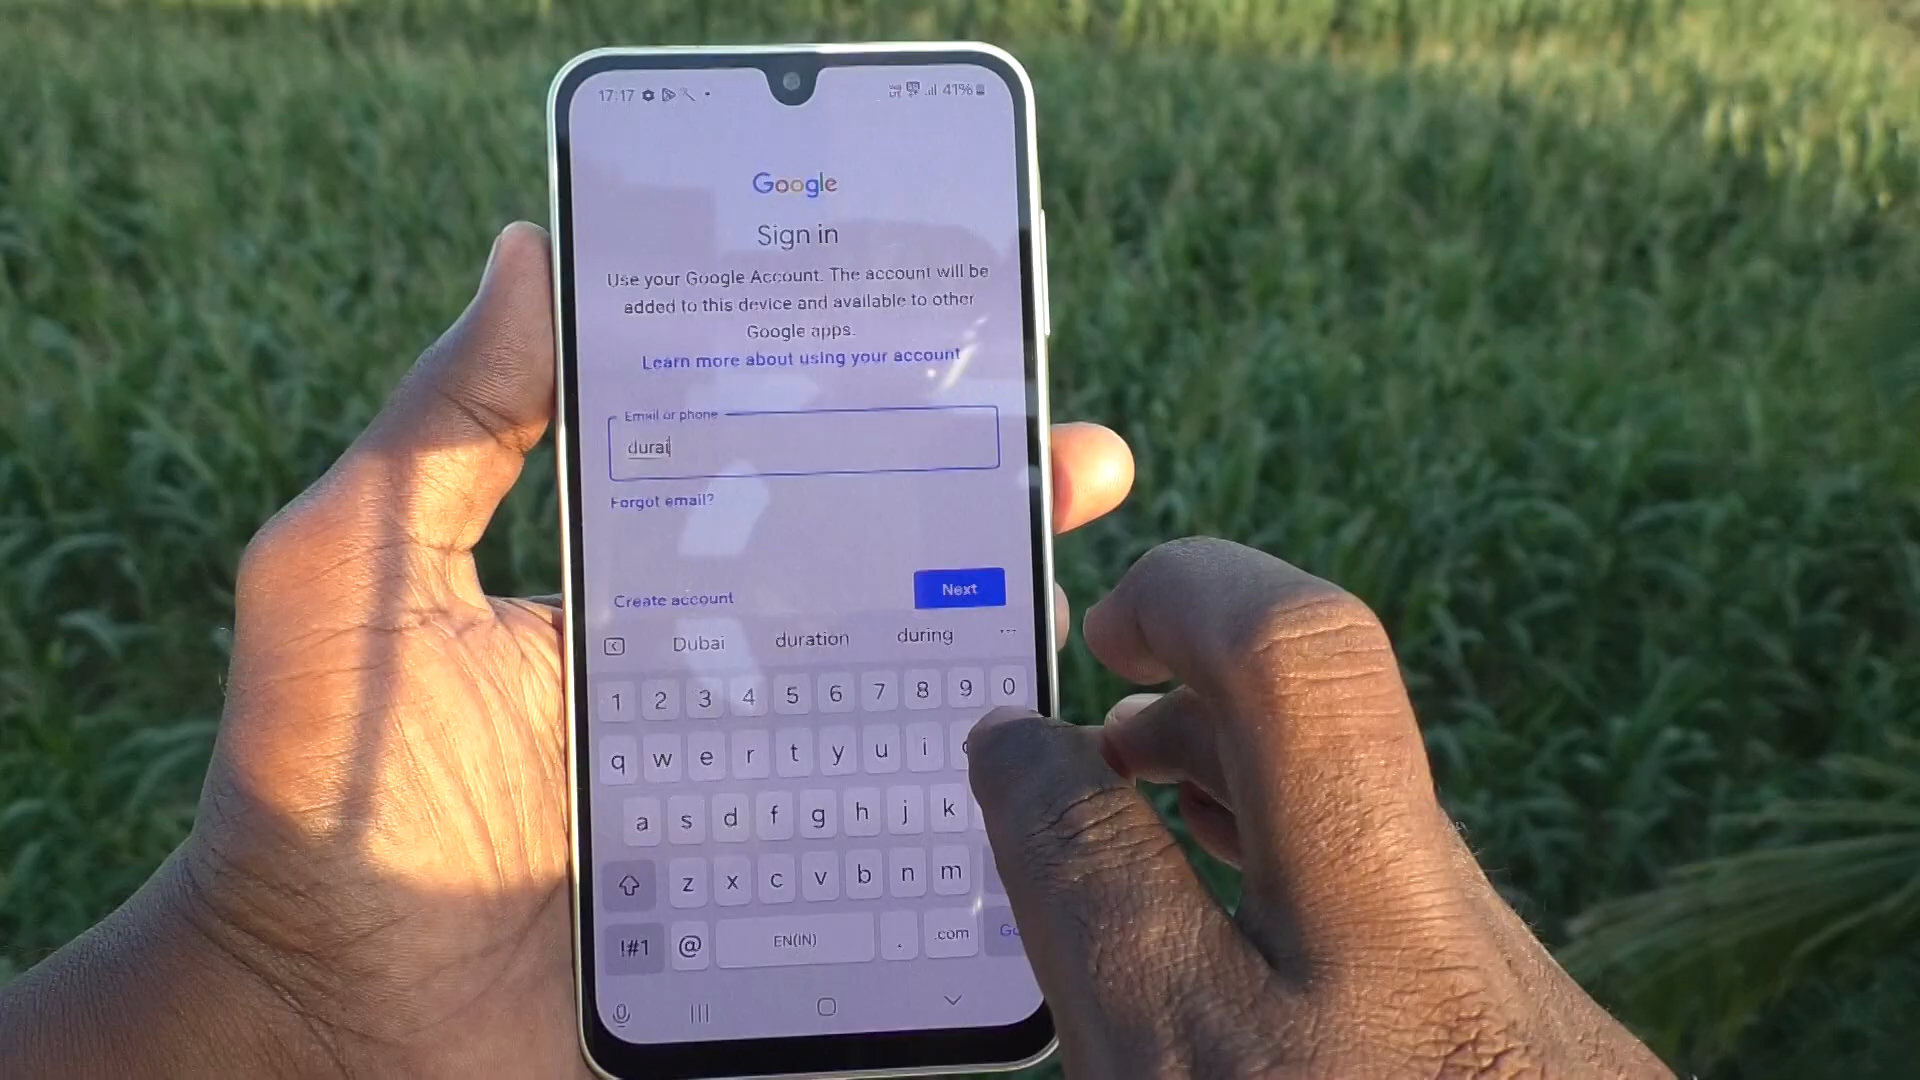 17:17 41%
Google
Sign in
Use your Google Account. The account will be
added to this device and available to other
Google apps.
Learn more about using your account
Email or phone
durai
Forgot email?
Create account Next
Dubai duration during ...
1 2 3 4 5 6 7 8 9 0
q w e r t y u i
a s d f g h j k
z x c v b n m
!#1 @ EN(IN) . .com Go